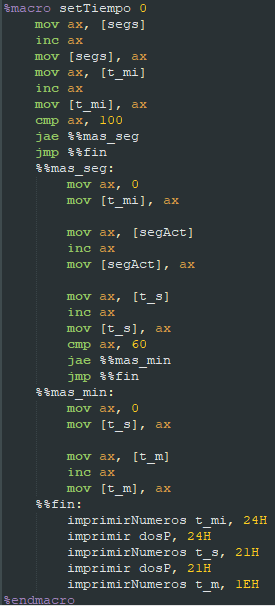 %macro setTiempo 0
mov ax, [segs]
inc ax
mov [segs], ax
mov ax, [t_mi]
inc ax
mov [t_mi], ax
cmp ax, 100
jae %%mas_seg
jmp %%fin
%%mas_seg:
mov ax, 0
mov [t_mi], ax
mov ax, [segAct]
inc ax
mov [segAct], ax
mov ax, [t_s]
inc ax
mov [t_s], ax
cmp ax, 60
jae %%mas_min
jmp %%fin
%%mas_min:
mov ax, 0
mov [t_s], ax
mov ax, [t_m]
inc ax
mov [t_m], ax
%%fin:
imprimirNumeros t_mi, 24H
imprimir dosP, 24H
imprimirNumeros t_s, 21H
imprimir dosP, 21H
imprimirNumeros t_m, 1EH
%endmacro